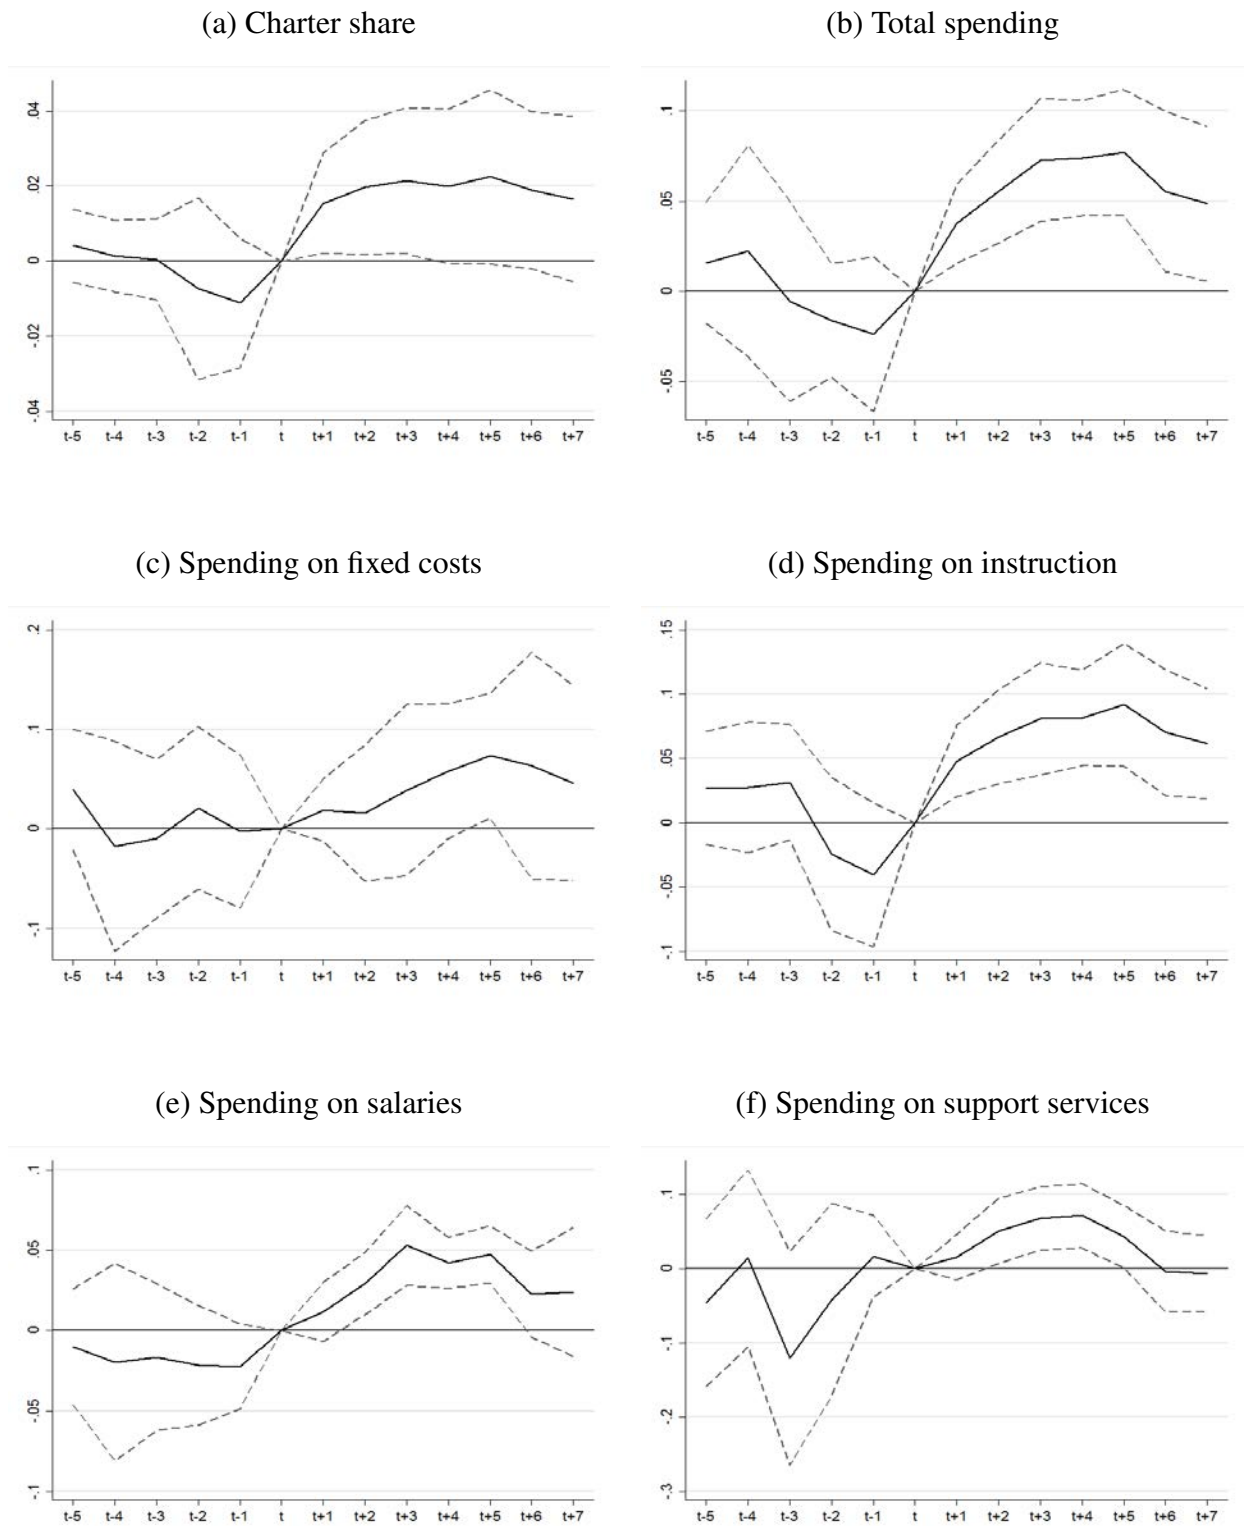 (a) Charter share
(b) Total spending
.04
.02
0
-.02
-.04
t-5 t-4 t-3 t-2 t-1 t t+1 t+2 t+3 t+4 t+5 t+6 t+7
.1
.05
0
-.05
t-5 t-4 t-3 t-2 t-1 t t+1 t+2 t+3 t+4 t+5 t+6 t+7
(c) Spending on fixed costs
(d) Spending on instruction
.2
.1
0
-.1
t-5 t-4 t-3 t-2 t-1 t t+1 t+2 t+3 t+4 t+5 t+6 t+7
.15
.1
.05
0
-.05
-.1
t-5 t-4 t-3 t-2 t-1 t t+1 t+2 t+3 t+4 t+5 t+6 t+7
(e) Spending on salaries
(f) Spending on support services
.1
.05
0
-.05
-.1
t-5 t-4 t-3 t-2 t-1 t t+1 t+2 t+3 t+4 t+5 t+6 t+7
.1
0
-.1
-.2
-.3
t-5 t-4 t-3 t-2 t-1 t t+1 t+2 t+3 t+4 t+5 t+6 t+7